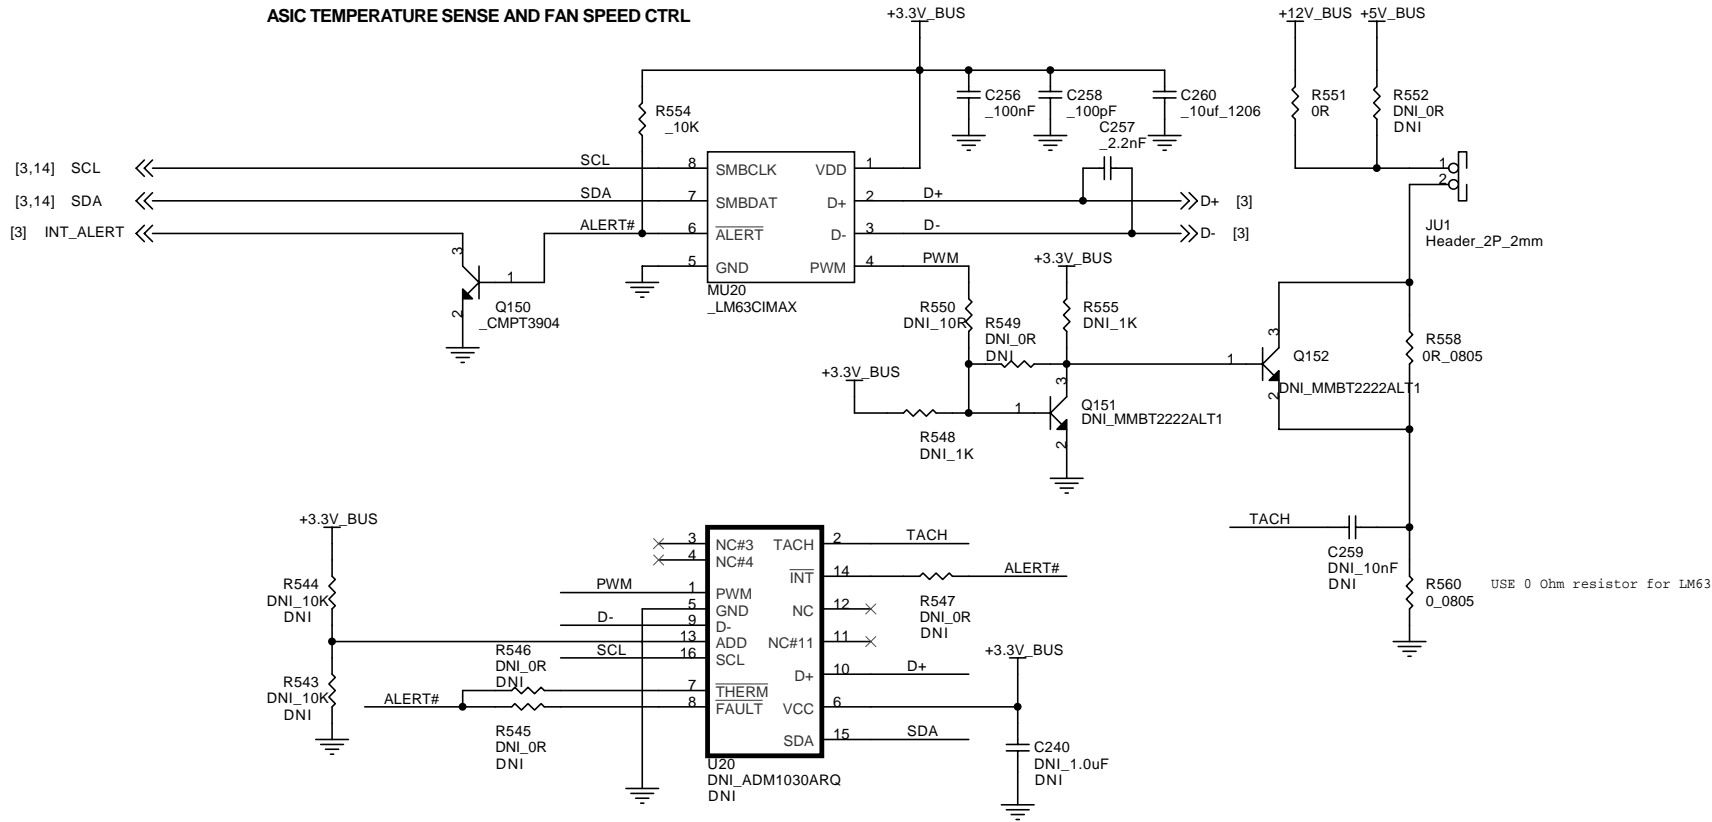 ASIC TEMPERATURE SENSE AND FAN SPEED CTRL
+3.3V_BUS
+12V_BUS
+5V_BUS
R554
_10K
C256
_100nF
C258
_100pF
C260
_10uf_1206
C257
_2.2nF
R551
0R
R552
DNI_0R
DNI
[3,14] SCL
SCL
8
SMBCLK
VDD
1
[3,14] SDA
SDA
7
SMBDAT
D+
2
D+
D+ [3]
[3] INT_ALERT
ALERT#
6
ALERT
D-
3
D-
D- [3]
5
GND
PWM
4
PWM
MU20
_LM63CIMAX
3
1
2
Q150
_CMPT3904
1
2
JU1
Header_2P_2mm
+3.3V_BUS
R550
DNI_10R
R549
DNI_0R
DNI
R555
DNI_1K
+3.3V_BUS
R548
DNI_1K
1
3
2
Q151
DNI_MMBT2222ALT1
1
3
2
Q152
DNI_MMBT2222ALT1
R558
0R_0805
TACH
C259
DNI_10nF
DNI
R560
0_0805
USE 0 Ohm resistor for LM63
+3.3V_BUS
R544
DNI_10K
DNI
R543
DNI_10K
DNI
3
NC#3
4
NC#4
PWM
1
PWM
5
GND
D-
9
D-
13
ADD
SCL
16
SCL
R546
DNI_0R
DNI
7
THERM
ALERT#
8
FAULT
R545
DNI_0R
DNI
TACH
2
TACH
INT
14
ALERT#
R547
DNI_0R
DNI
NC
12
NC#11
11
D+
10
D+
+3.3V_BUS
VCC
6
SDA
15
SDA
C240
DNI_1.0uF
DNI
U20
DNI_ADM1030ARQ
DNI